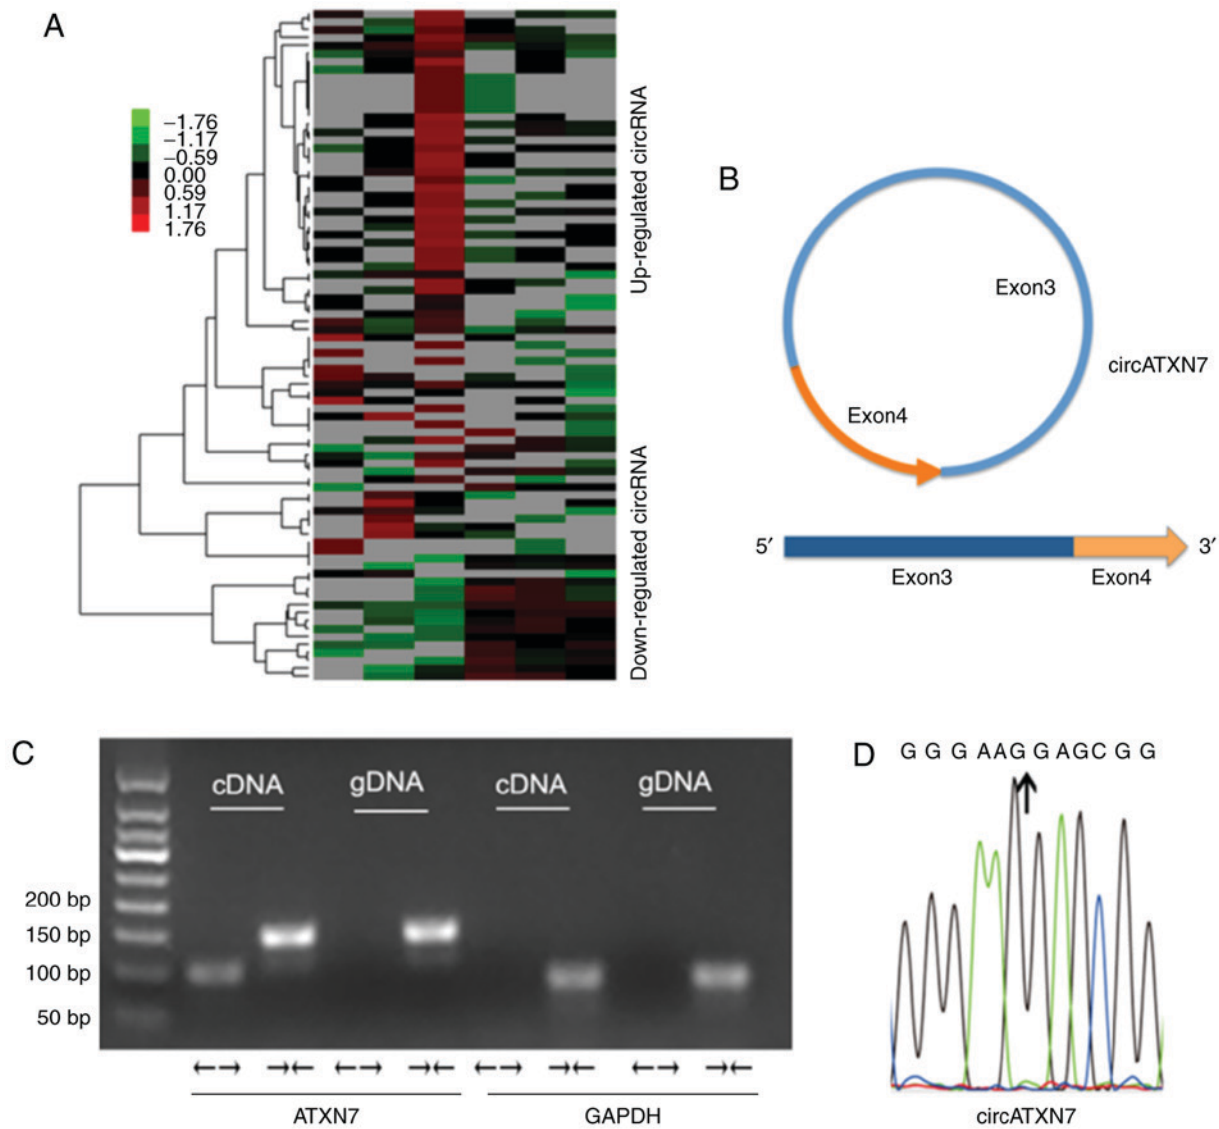 A
−1.76
−1.17
−0.59
0.00
0.59
1.17
1.76
Up-regulated circRNA
Down-regulated circRNA
B
Exon3
circATXN7
Exon4
5′
3′
Exon3
Exon4
C
cDNA
gDNA
cDNA
gDNA
200 bp
150 bp
100 bp
50 bp
ATXN7
GAPDH
D
G G G A A G G A G C G G
circATXN7